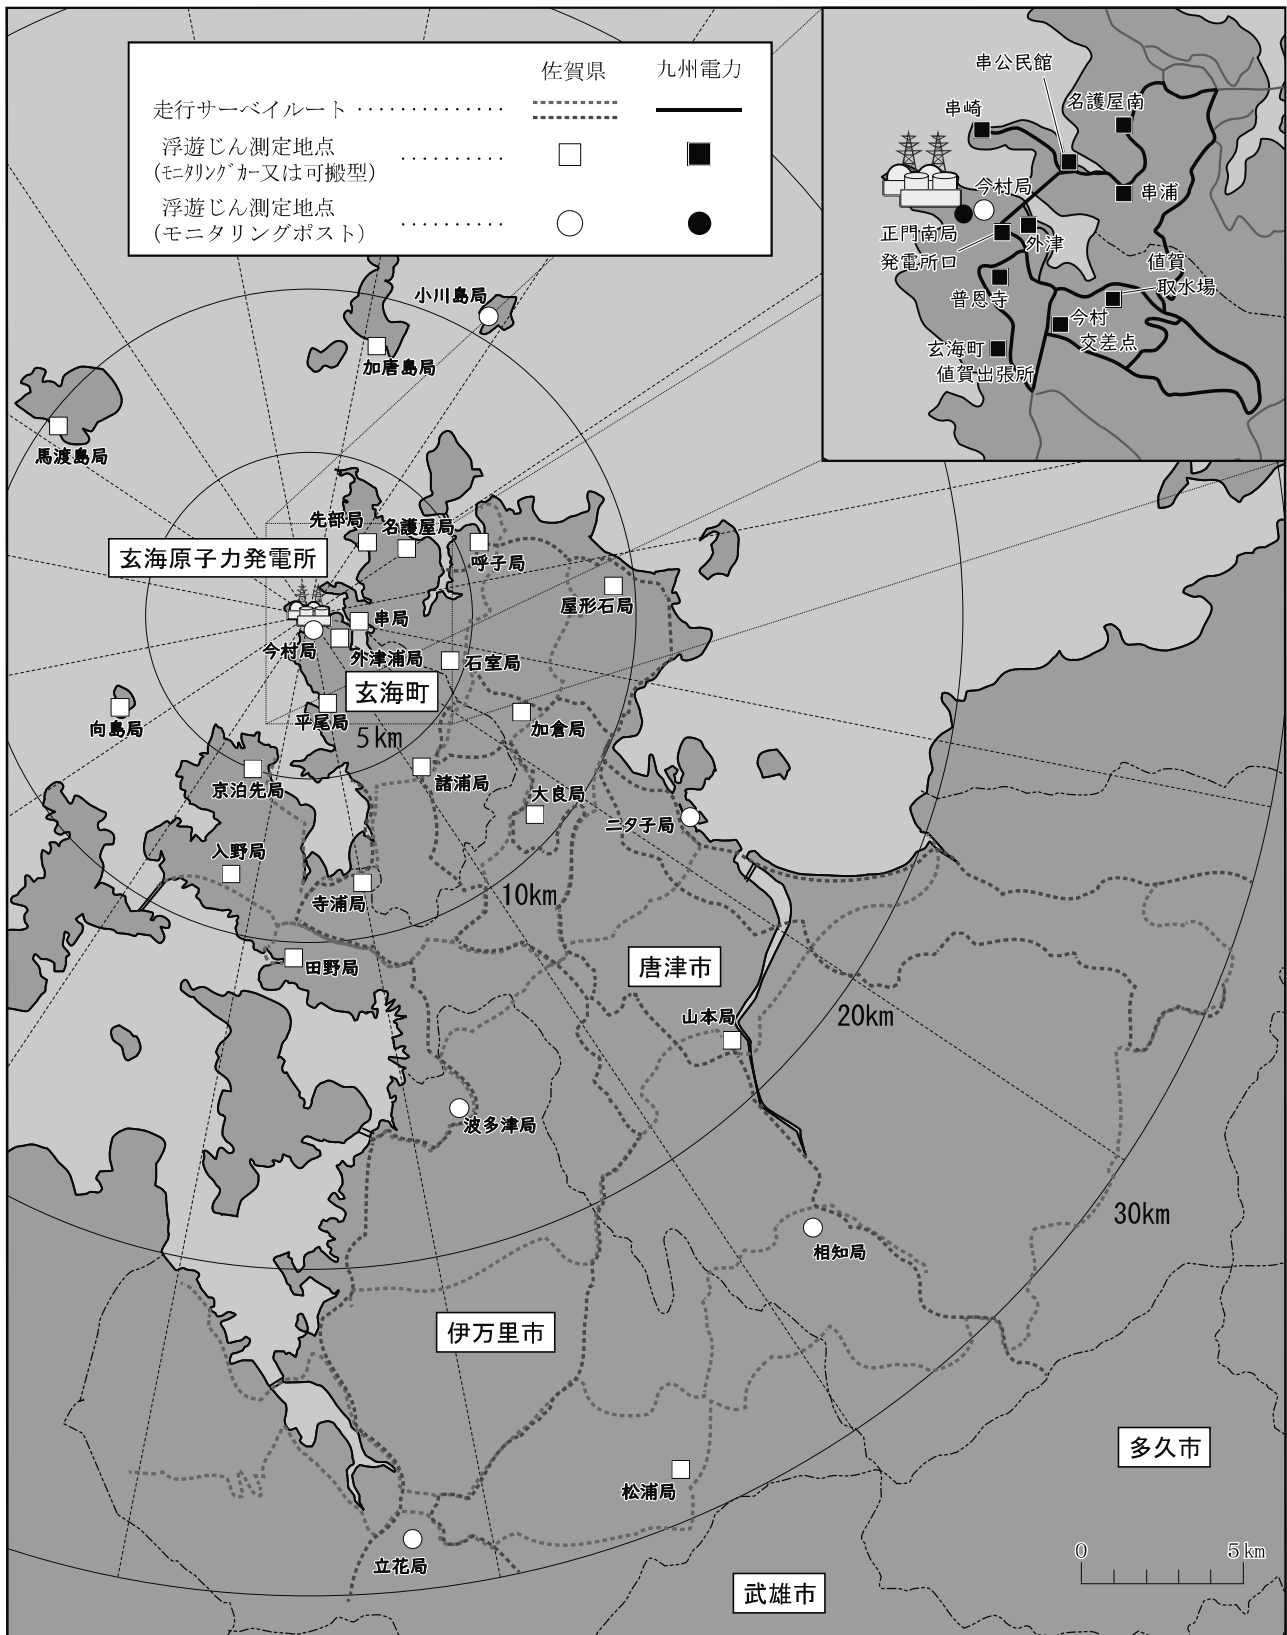 佐賀県 九州電力
走行サーベイルート
浮遊じん測定地点
(ﾓﾆﾀﾘﾝｸﾞｶｰ又は可搬型)
浮遊じん測定地点
(モニタリングポスト)
串公民館
串崎
名護屋南
今村局
串浦
正門南局
外津
発電所口
値賀
取水場
普恩寺
今村
交差点
玄海町
値賀出張所
小川島局
加唐島局
馬渡島局
先部局
名護屋局
呼子局
玄海原子力発電所
屋形石局
串局
今村局
外津浦局
石室局
玄海町
向島局
平尾局
加倉局
5km
京泊先局
諸浦局
大良局
二タ子局
入野局
寺浦局
10km
田野局
唐津市
山本局
20km
波多津局
30km
相知局
伊万里市
多久市
松浦局
立花局
0 5km
武雄市